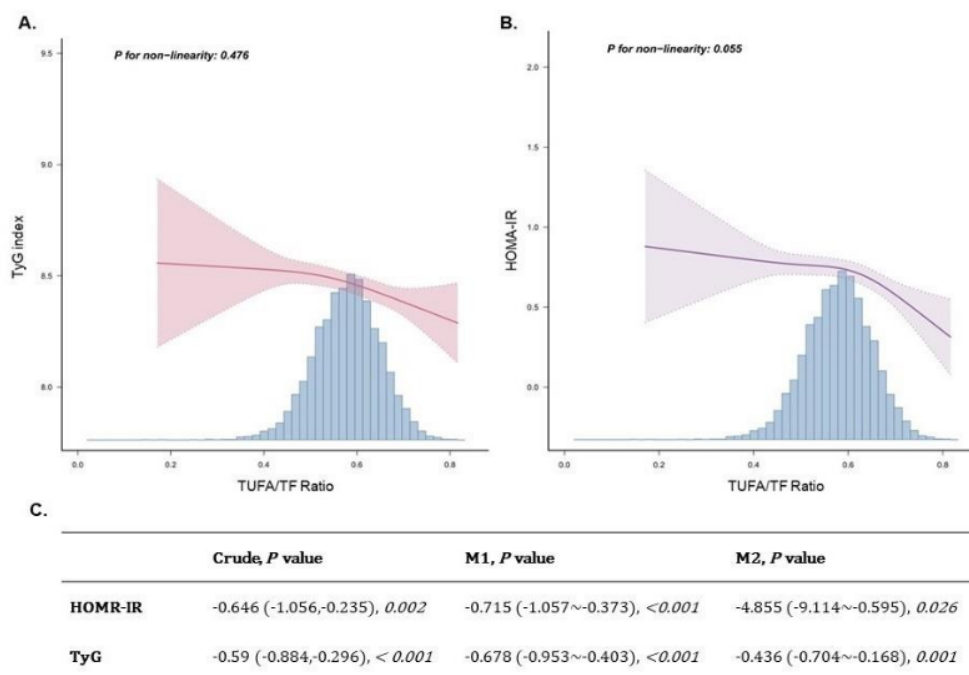 A.
P for non-linearity: 0.476
9.5
9.0
8.5
8.0
TyG index
0.0 0.2 0.4 0.6 0.8
TUFA/TF Ratio
B.
P for non-linearity: 0.055
2.0
1.5
1.0
0.5
0.0
HOMA-IR
0.0 0.2 0.4 0.6 0.8
TUFA/TF Ratio
C.
Crude, P value M1, P value M2, P value
HOMR-IR -0.646 (-1.056,-0.235), 0.002 -0.715 (-1.057~-0.373), <0.001 -4.855 (-9.114~-0.595), 0.026
TyG -0.59 (-0.884,-0.296), < 0.001 -0.678 (-0.953~-0.403), <0.001 -0.436 (-0.704~-0.168), 0.001